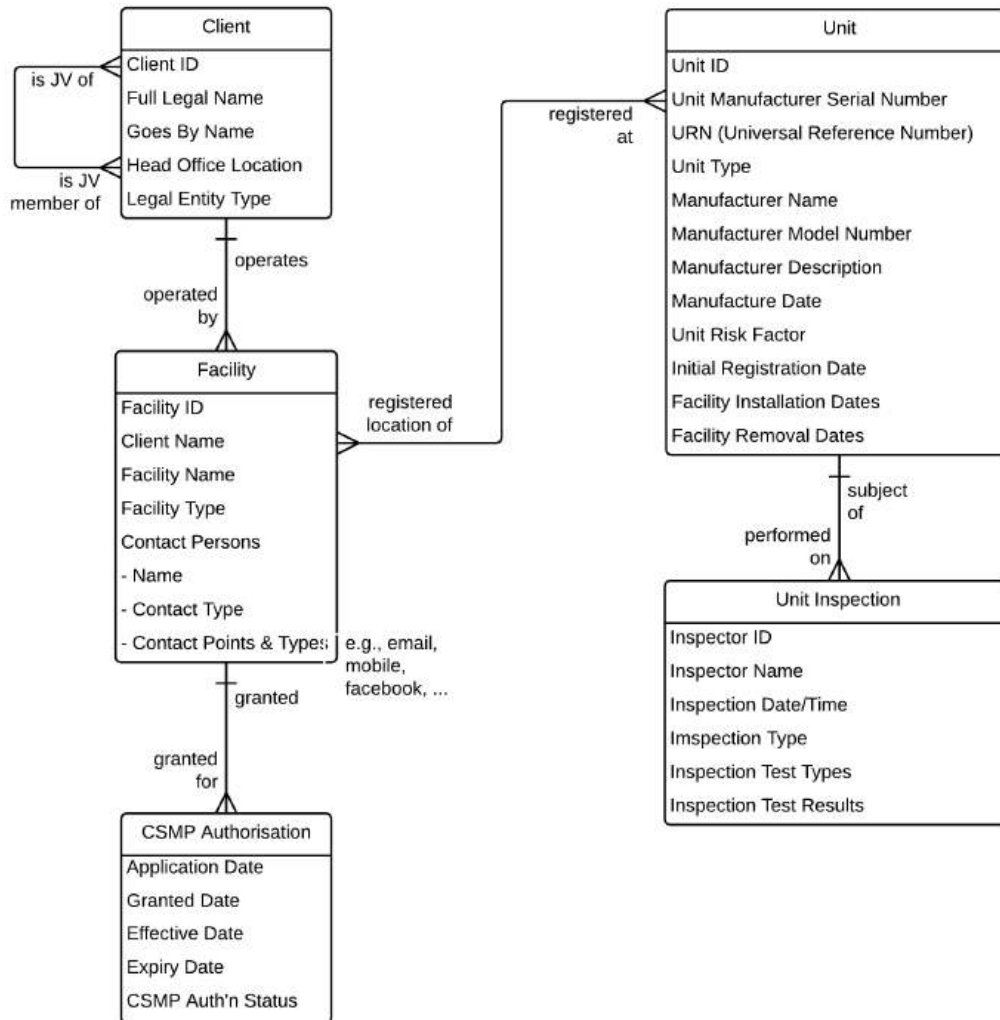 Client
Client ID
Full Legal Name
Goes By Name
Head Office Location
Legal Entity Type
is JV of
is JV
member of
operates
operated
by
Facility
Facility ID
Client Name
Facility Name
Facility Type
Contact Persons
- Name
- Contact Type
- Contact Points & Types
e.g., email,
mobile,
facebook, ...
registered
location of
granted
granted
for
CSMP Authorisation
Application Date
Granted Date
Effective Date
Expiry Date
CSMP Auth'n Status
registered
at
Unit
Unit ID
Unit Manufacturer Serial Number
URN (Universal Reference Number)
Unit Type
Manufacturer Name
Manufacturer Model Number
Manufacturer Description
Manufacture Date
Unit Risk Factor
Initial Registration Date
Facility Installation Dates
Facility Removal Dates
subject
of
performed
on
Unit Inspection
Inspector ID
Inspector Name
Inspection Date/Time
Imspection Type
Inspection Test Types
Inspection Test Results